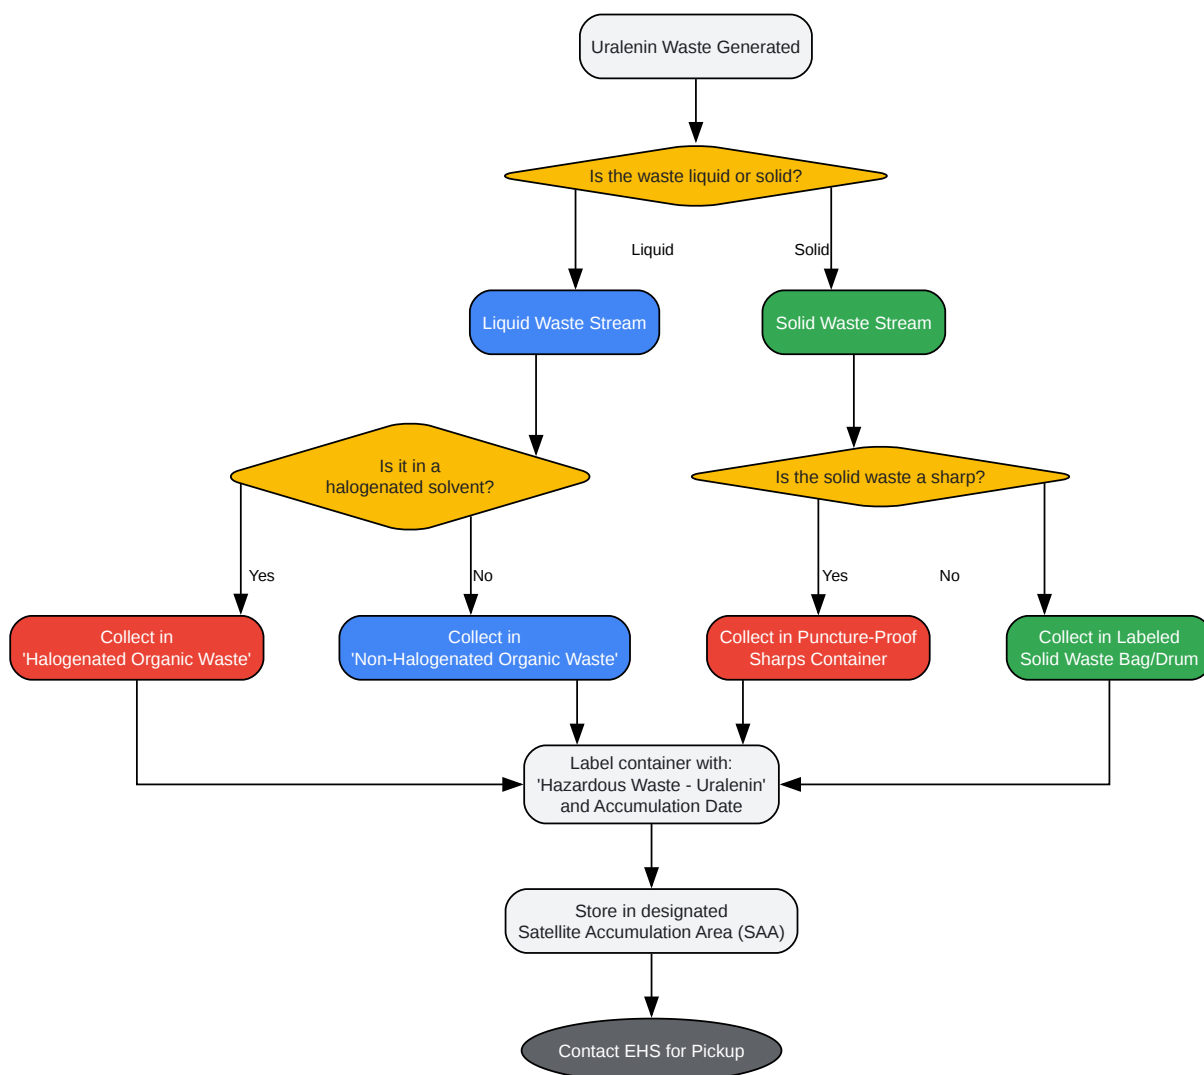 Uralenin Waste Generated
Is the waste liquid or solid?
Liquid
Solid
Liquid Waste Stream
Solid Waste Stream
Is it in a
halogenated solvent?
Is the solid waste a sharp?
Yes
No
Yes
No
Collect in
'Halogenated Organic Waste'
Collect in
'Non-Halogenated Organic Waste'
Collect in Puncture-Proof
Sharps Container
Collect in Labeled
Solid Waste Bag/Drum
Label container with:
'Hazardous Waste - Uralenin'
and Accumulation Date
Store in designated
Satellite Accumulation Area (SAA)
Contact EHS for Pickup